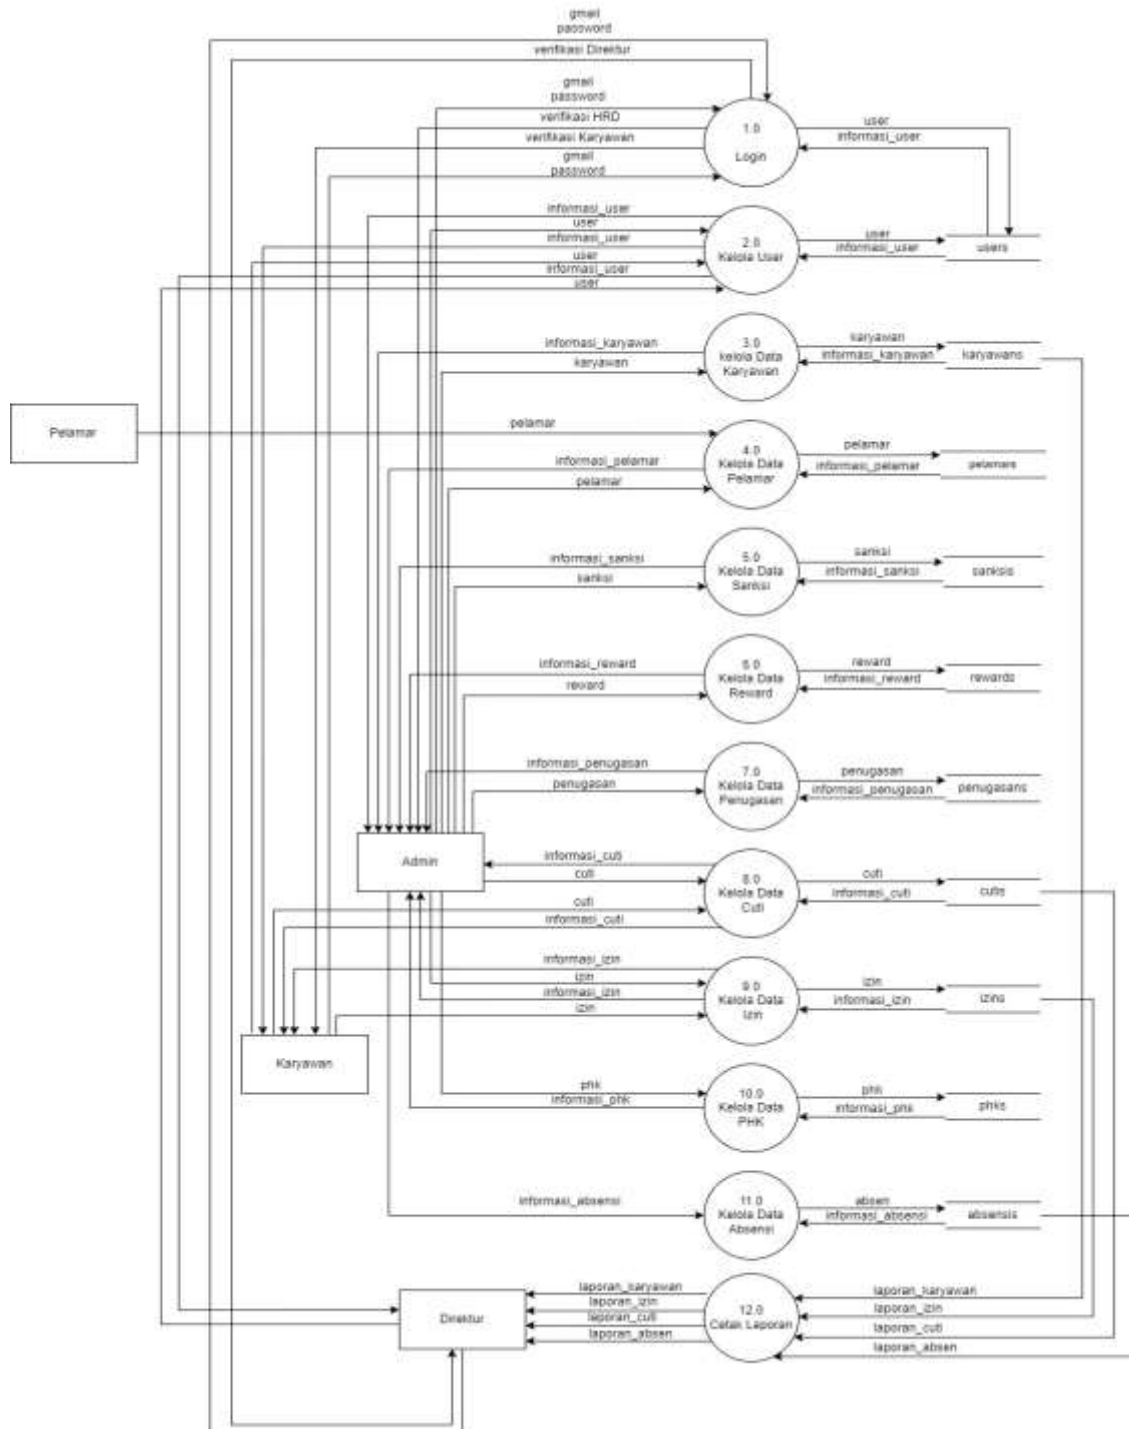 gmail
password
verifikasi Direktur
gmail
password
verifikasi HRD
verifikasi Karyawan
gmail
password
1.0
Login
user
informasi_user
informasi_user
user
informasi_user
user
informasi_user
user
2.0
Kelola User
user
informasi_user
users
informasi_karyawan
karyawan
3.0
kelola Data
Karyawan
karyawan
informasi_karyawan
karyawans
Pelamar
pelamar
informasi_pelamar
pelamar
4.0
Kelola Data
Pelamar
pelamar
informasi_pelamar
pelamars
informasi_sanksi
sanksi
5.0
Kelola Data
Sanksi
sanksi
informasi_sanksi
sanksis
informasi_reward
reward
6.0
Kelola Data
Reward
reward
informasi_reward
rewards
informasi_penugasan
penugasan
7.0
Kelola Data
Penugasan
penugasan
informasi_penugasan
penugasans
Admin
informasi_cuti
cuti
cuti
informasi_cuti
8.0
Kelola Data
Cuti
cuti
informasi_cuti
cutis
informasi_izin
izin
informasi_izin
izin
9.0
Kelola Data
Izin
izin
informasi_izin
izins
Karyawan
phk
informasi_phk
10.0
Kelola Data
PHK
phk
informasi_phk
phks
informasi_absensi
11.0
Kelola Data
Absensi
absen
informasi_absensi
absensis
Direktur
laporan_karyawan
laporan_izin
laporan_cuti
laporan_absen
12.0
Cetak Laporan
laporan_karyawan
laporan_izin
laporan_cuti
laporan_absen